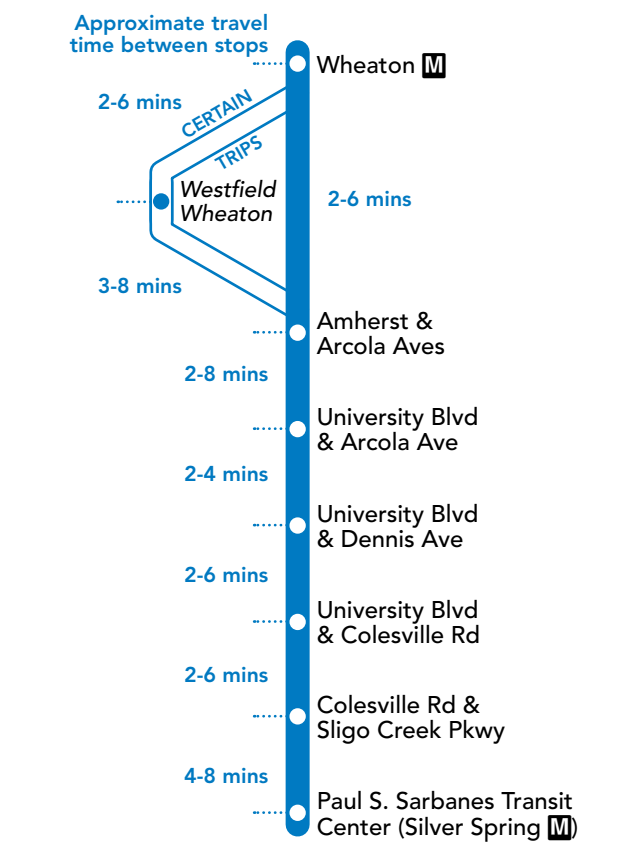 Approximate travel
time between stops
Wheaton M
2-6 mins
CERTAIN
TRIPS
Westfield
Wheaton
2-6 mins
3-8 mins
Amherst &
Arcola Aves
2-8 mins
University Blvd
& Arcola Ave
2-4 mins
University Blvd
& Dennis Ave
2-6 mins
University Blvd
& Colesville Rd
2-6 mins
Colesville Rd &
Sligo Creek Pkwy
4-8 mins
Paul S. Sarbanes Transit
Center (Silver Spring M)